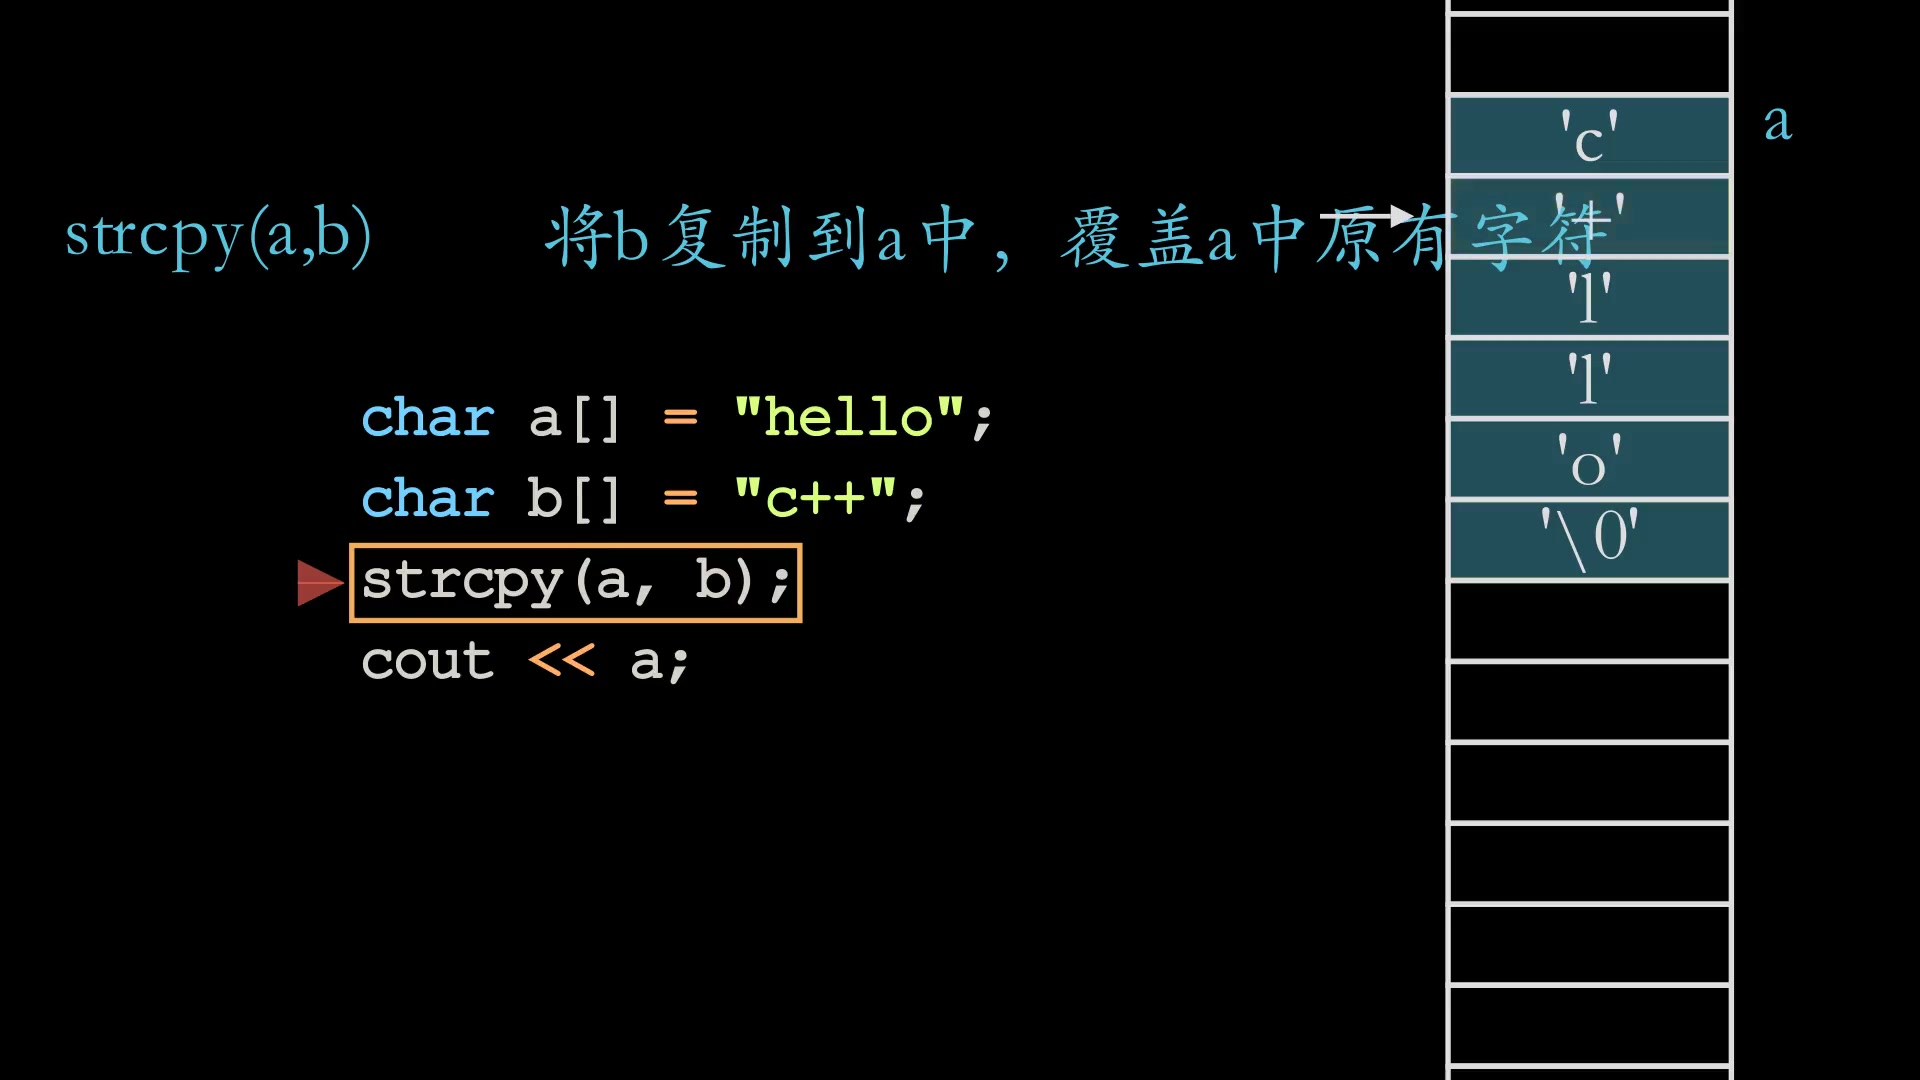 strcpy(a,b) 将b复制到a中，覆盖a中原有字符
char a[] = "hello";
char b[] = "c++";
strcpy(a, b);
cout << a;
a
'c'
'+'
'l'
'l'
'o'
'\0'